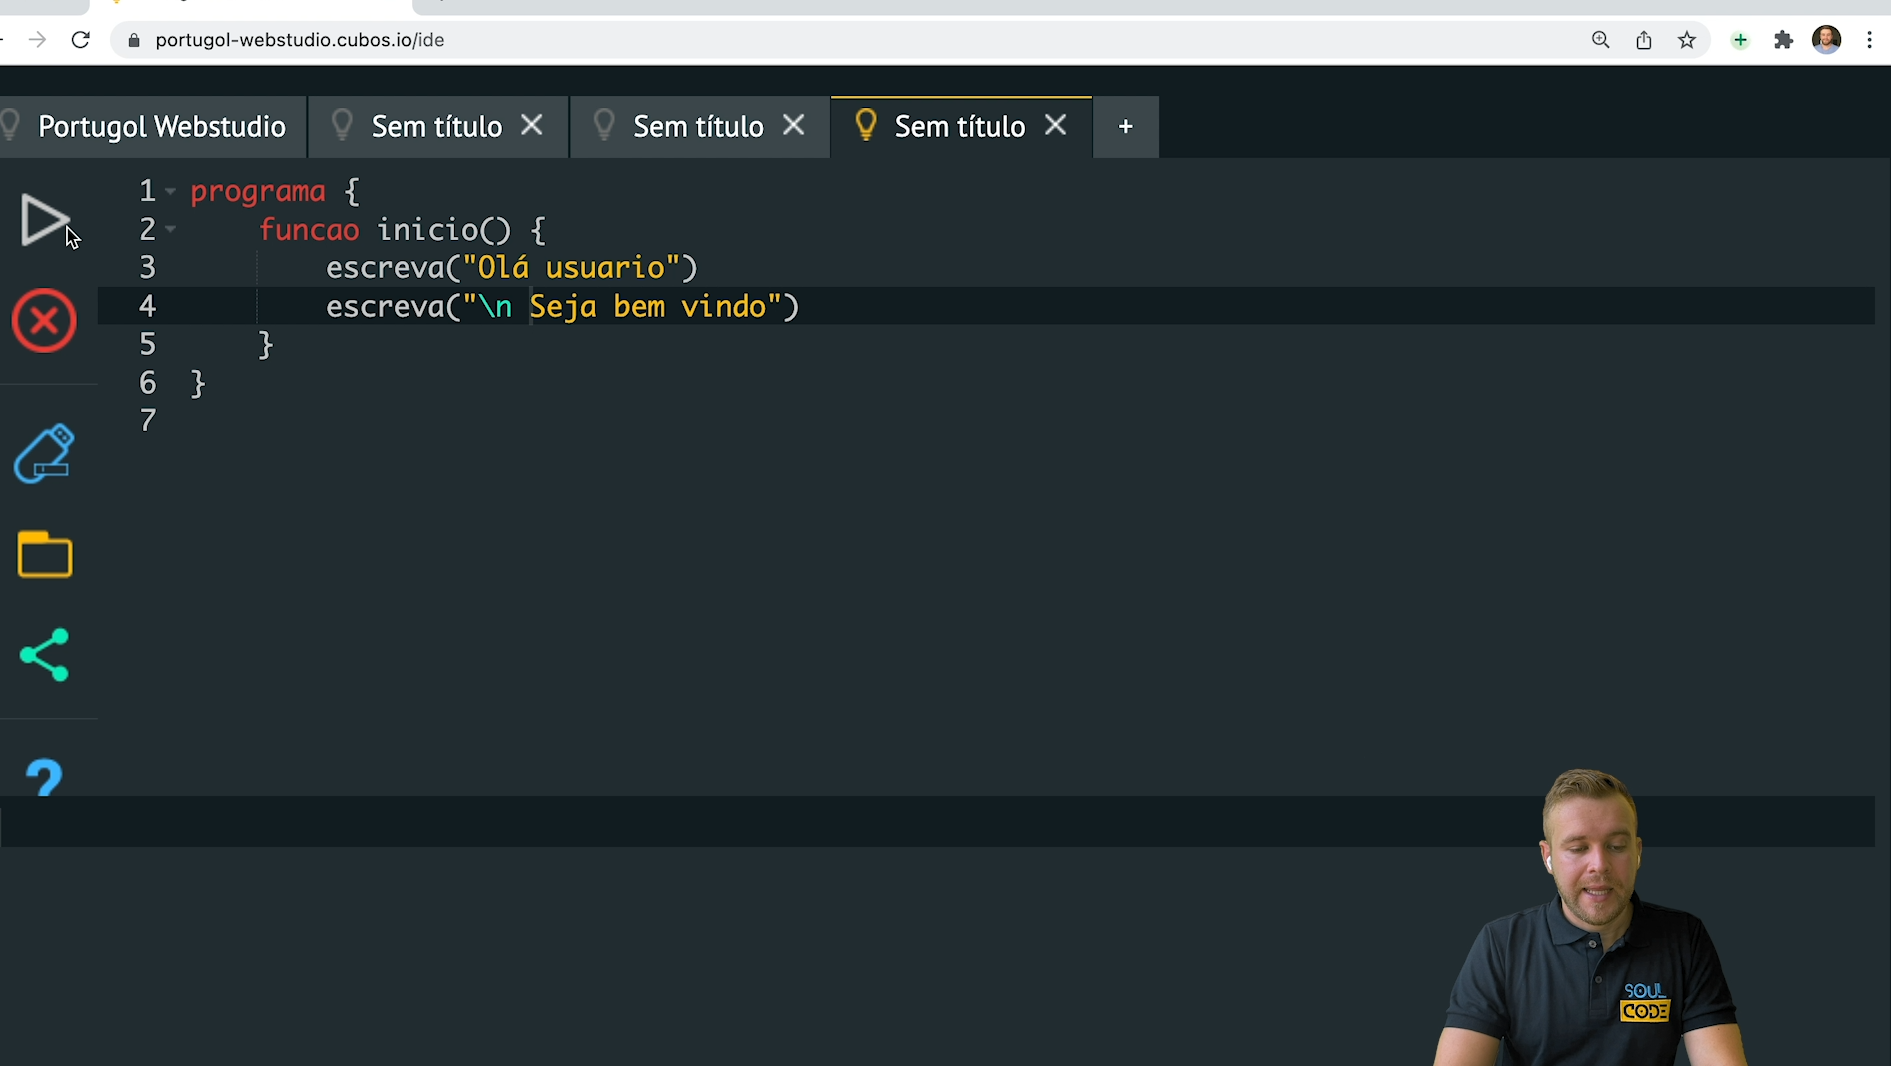 portugol-webstudio.cubos.io/ide
Portugol Webstudio
Sem título
Sem título
Sem título
+
1 programa {
2 funcao inicio() {
3 escreva("Olá usuario")
4 escreva("\n Seja bem vindo")
5 }
6 }
7
?
SOUL
CODE